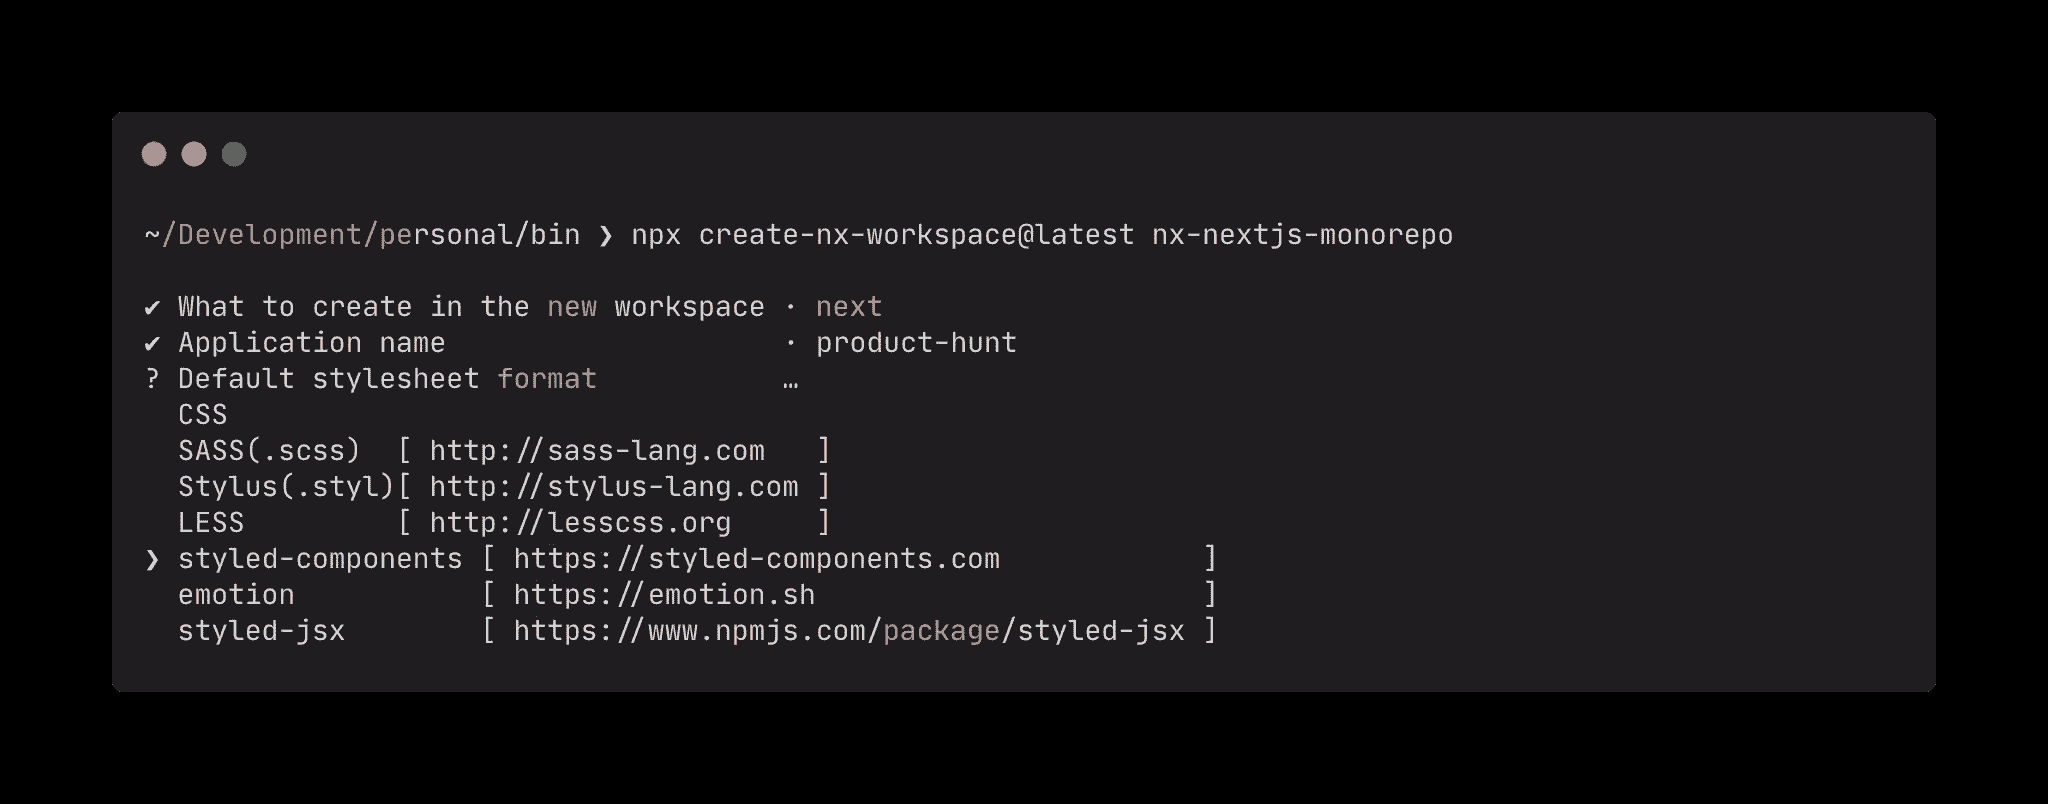 ~/Development/personal/bin ❯ npx create-nx-workspace@latest nx-nextjs-monorepo
✔ What to create in the new workspace · next
✔ Application name · product-hunt
? Default stylesheet format …
CSS
SASS(.scss) [ http://sass-lang.com ]
Stylus(.styl)[ http://stylus-lang.com ]
LESS [ http://lesscss.org ]
❯ styled-components [ https://styled-components.com ]
emotion [ https://emotion.sh ]
styled-jsx [ https://www.npmjs.com/package/styled-jsx ]